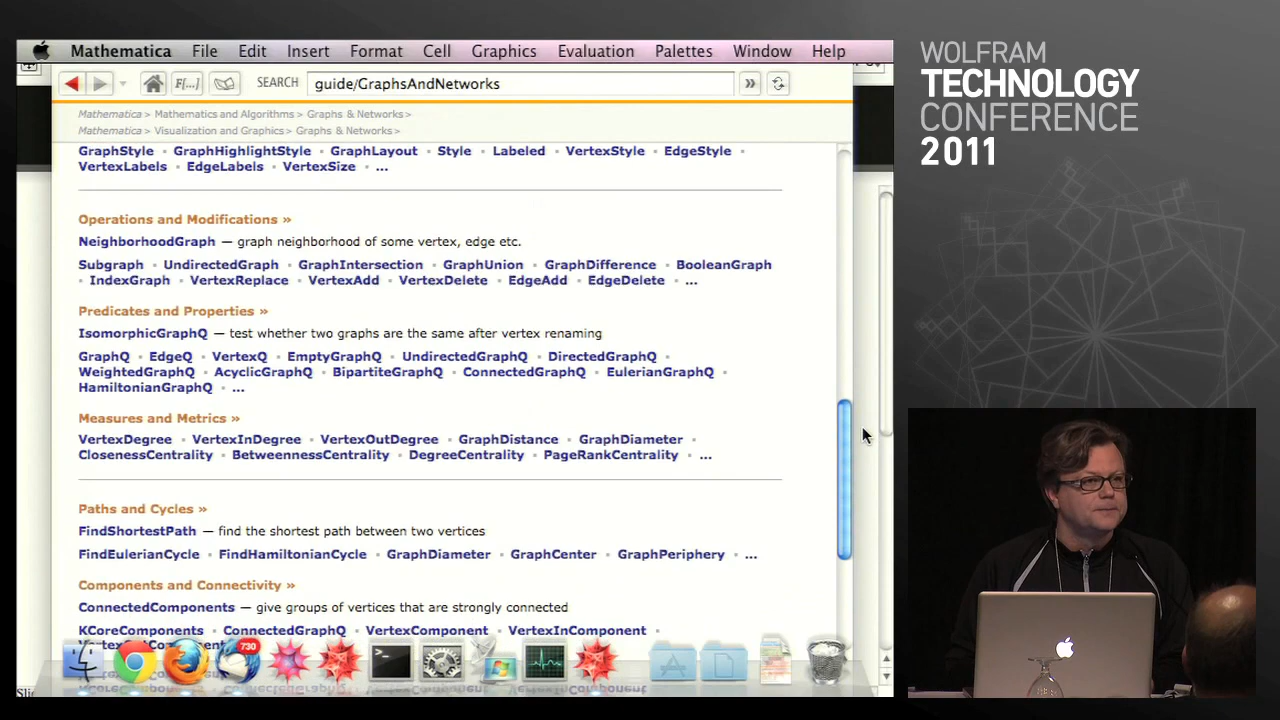 Mathematica File Edit Insert Format Cell Graphics Evaluation Palettes Window Help
F[...] SEARCH guide/GraphsAndNetworks »
Mathematica > Mathematics and Algorithms > Graphs & Networks >
Mathematica > Visualization and Graphics > Graphs & Networks >
GraphStyle ▪ GraphHighlightStyle ▪ GraphLayout ▪ Style ▪ Labeled ▪ VertexStyle ▪ EdgeStyle ▪
VertexLabels ▪ EdgeLabels ▪ VertexSize ▪ ...
Operations and Modifications »
NeighborhoodGraph — graph neighborhood of some vertex, edge etc.
Subgraph ▪ UndirectedGraph ▪ GraphIntersection ▪ GraphUnion ▪ GraphDifference ▪ BooleanGraph
▪ IndexGraph ▪ VertexReplace ▪ VertexAdd ▪ VertexDelete ▪ EdgeAdd ▪ EdgeDelete ▪ ...
Predicates and Properties »
IsomorphicGraphQ — test whether two graphs are the same after vertex renaming
GraphQ ▪ EdgeQ ▪ VertexQ ▪ EmptyGraphQ ▪ UndirectedGraphQ ▪ DirectedGraphQ ▪
WeightedGraphQ ▪ AcyclicGraphQ ▪ BipartiteGraphQ ▪ ConnectedGraphQ ▪ EulerianGraphQ ▪
HamiltonianGraphQ ▪ ...
Measures and Metrics »
VertexDegree ▪ VertexInDegree ▪ VertexOutDegree ▪ GraphDistance ▪ GraphDiameter ▪
ClosenessCentrality ▪ BetweennessCentrality ▪ DegreeCentrality ▪ PageRankCentrality ▪ ...
Paths and Cycles »
FindShortestPath — find the shortest path between two vertices
FindEulerianCycle ▪ FindHamiltonianCycle ▪ GraphDiameter ▪ GraphCenter ▪ GraphPeriphery ▪ ...
Components and Connectivity »
ConnectedComponents — give groups of vertices that are strongly connected
KCoreComponents ▪ ConnectedGraphQ ▪ VertexComponent ▪ VertexInComponent ▪
730
WOLFRAM
TECHNOLOGY
CONFERENCE
2011